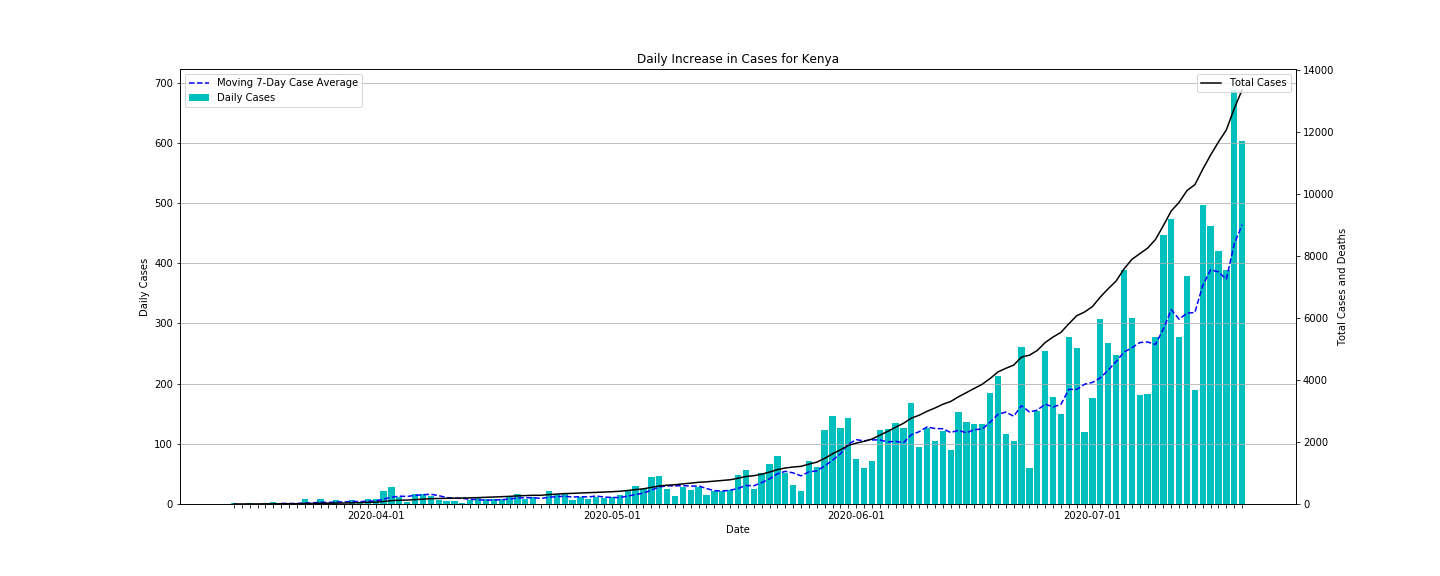 Daily Increase in Cases for Kenya
Moving 7-Day Case Average
Daily Cases
Total Cases
700
600
500
400
300
200
100
0
Daily Cases
14000
12000
10000
8000
6000
4000
2000
0
Total Cases and Deaths
2020-04-01
2020-05-01
2020-06-01
2020-07-01
Date